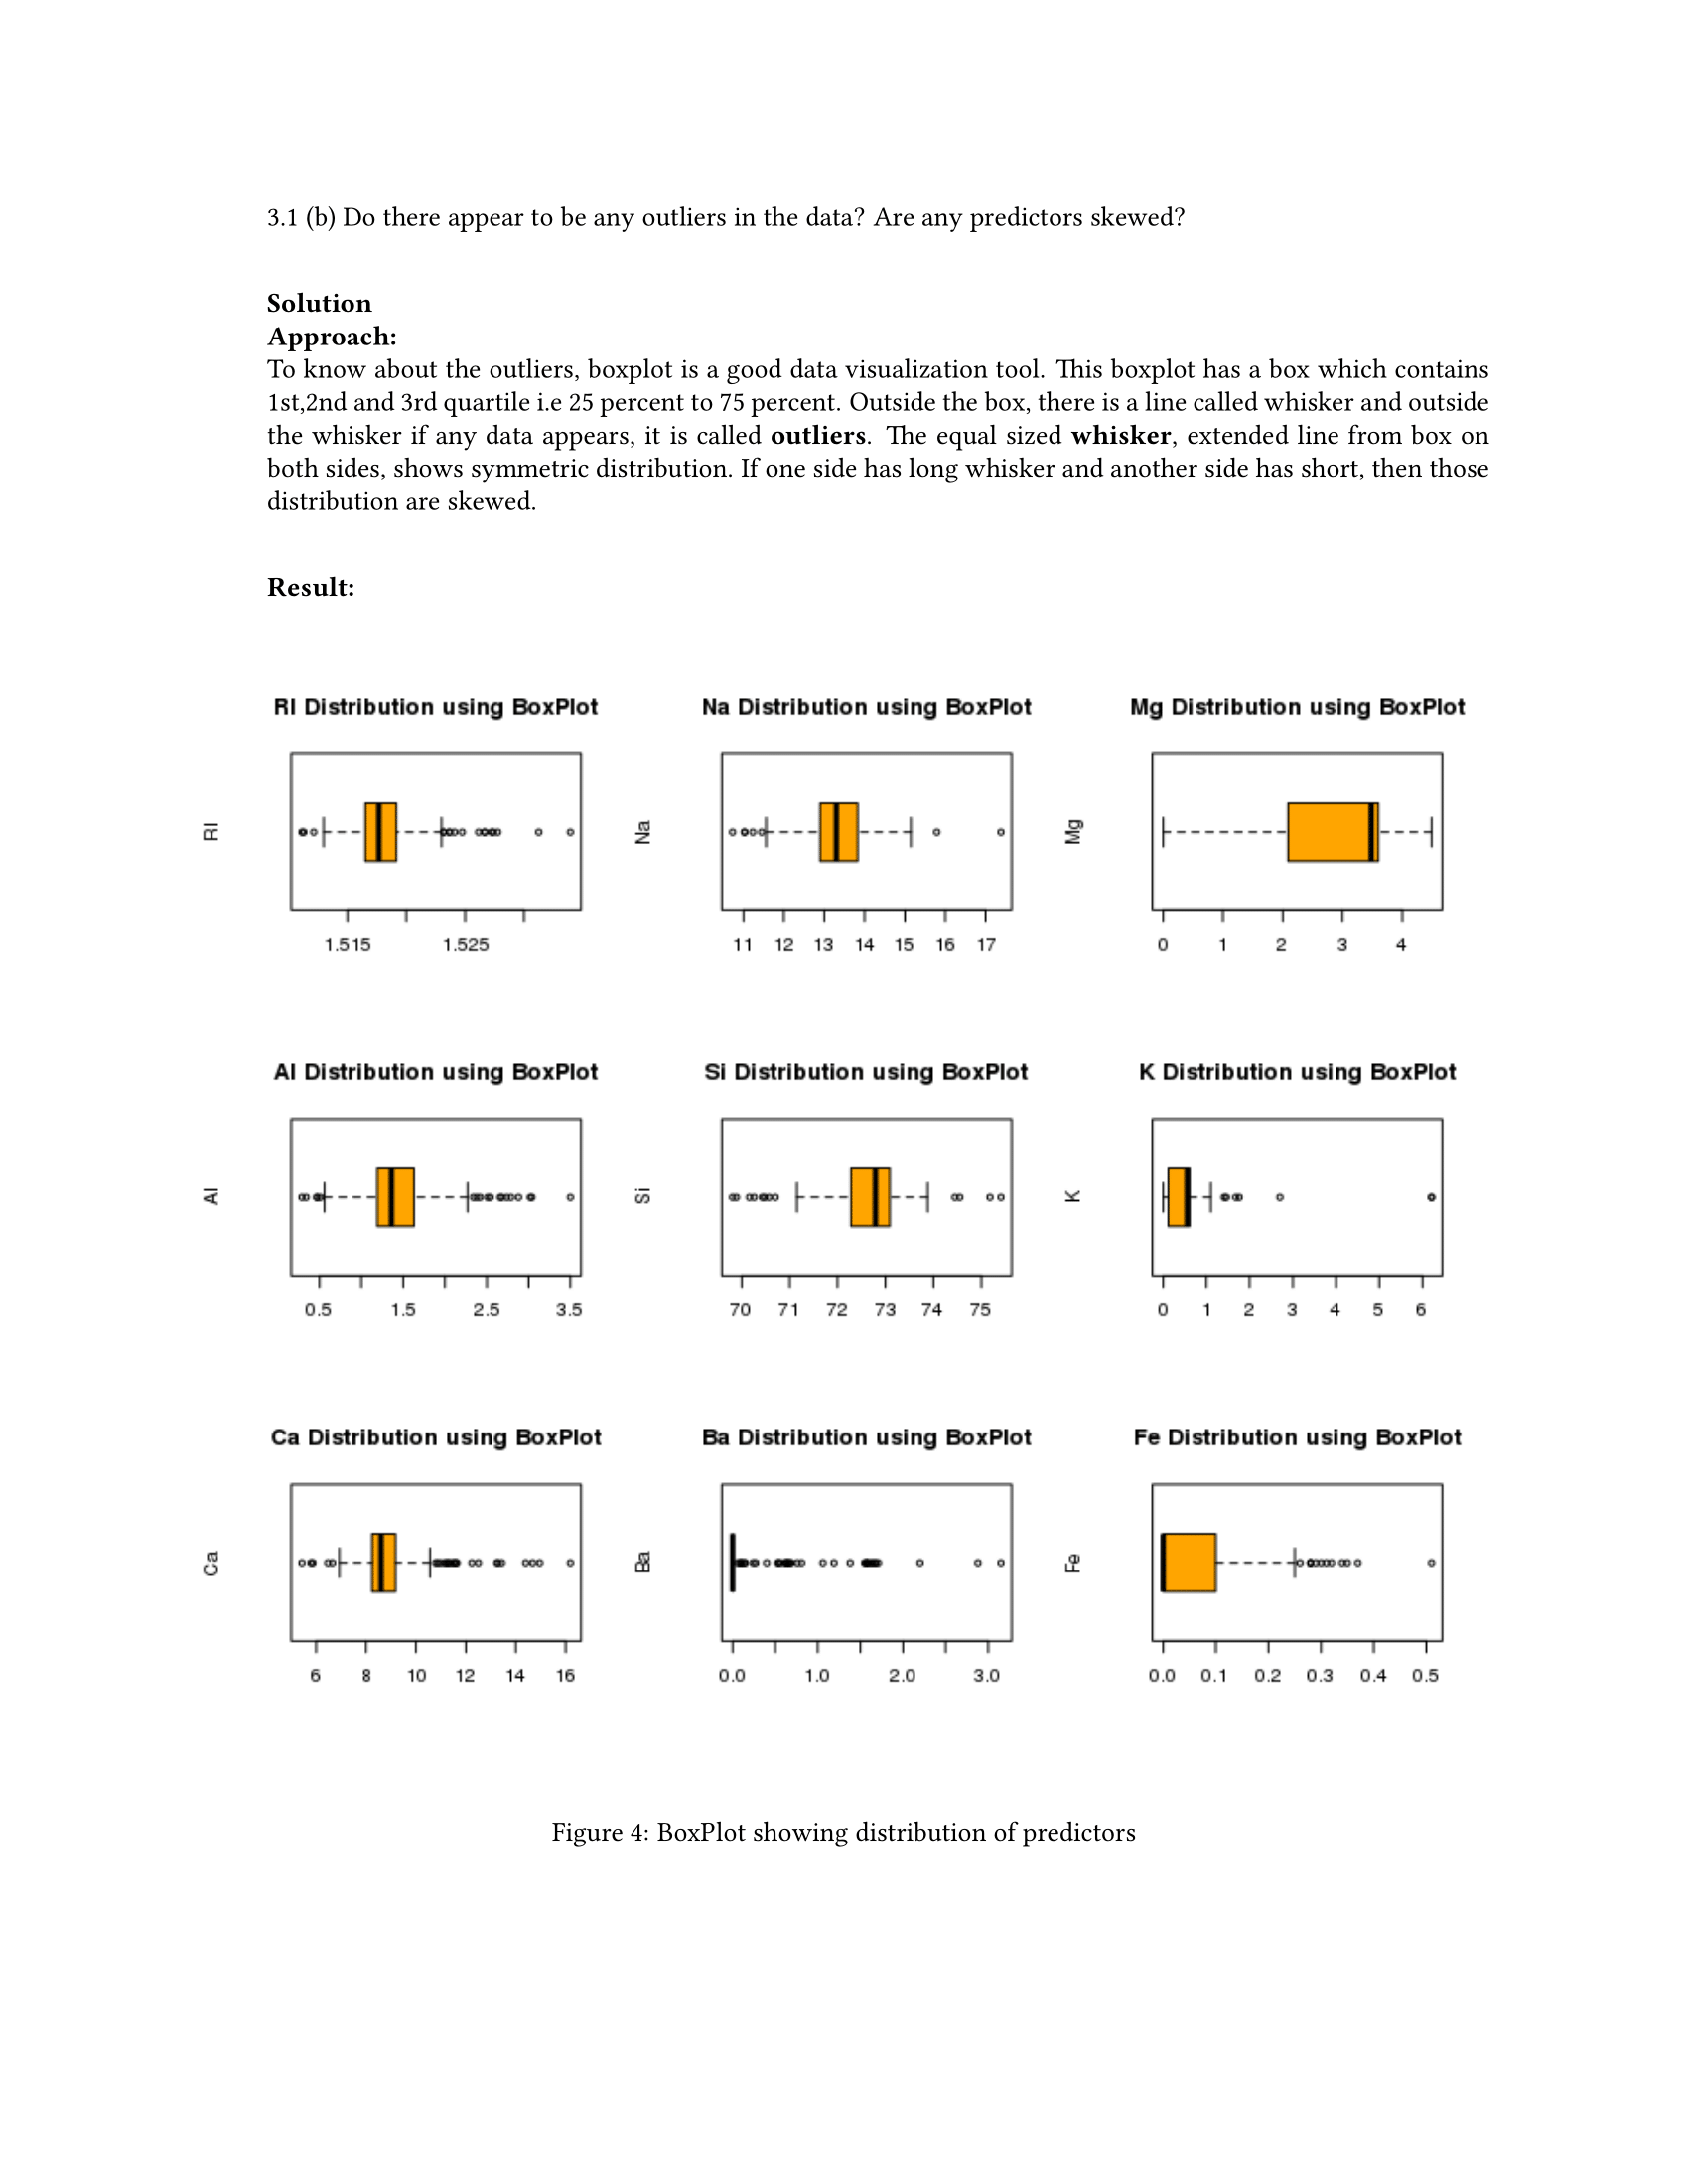 3.1 (b) Do there appear to be any outliers in the data? Are any predictors skewed?
Solution
Approach:
To know about the outliers, boxplot is a good data visualization tool. This boxplot has a box which contains
1st,2nd and 3rd quartile i.e 25 percent to 75 percent. Outside the box, there is a line called whisker and outside
the whisker if any data appears, it is called outliers. The equal sized whisker, extended line from box on
both sides, shows symmetric distribution. If one side has long whisker and another side has short, then those
distribution are skewed.
Result:
RI Distribution using BoxPlot
RI
1.515 1.525
Na Distribution using BoxPlot
Na
11 12 13 14 15 16 17
Mg Distribution using BoxPlot
Mg
0 1 2 3 4
Al Distribution using BoxPlot
Al
0.5 1.5 2.5 3.5
Si Distribution using BoxPlot
Si
70 71 72 73 74 75
K Distribution using BoxPlot
K
0 1 2 3 4 5 6
Ca Distribution using BoxPlot
Ca
6 8 10 12 14 16
Ba Distribution using BoxPlot
Ba
0.0 1.0 2.0 3.0
Fe Distribution using BoxPlot
Fe
0.0 0.1 0.2 0.3 0.4 0.5
Figure 4: BoxPlot showing distribution of predictors